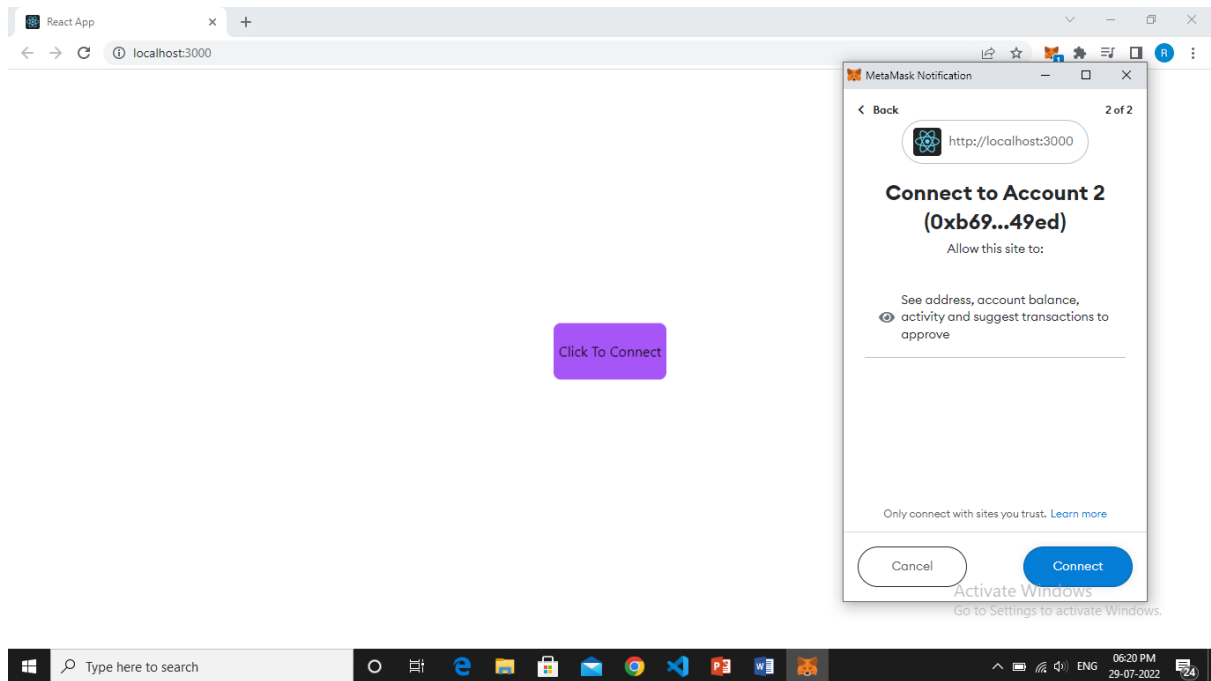 React App
localhost:3000
R
MetaMask Notification
1
Back
2 of 2
http://localhost:3000
Connect to Account 2
(0xb69...49ed)
Allow this site to:
See address, account balance,
activity and suggest transactions to
approve
Click To Connect
Only connect with sites you trust. Learn more
Cancel
Connect
Activate Windows
Go to Settings to activate Windows.
Type here to search
ENG
06:20 PM
29-07-2022
24